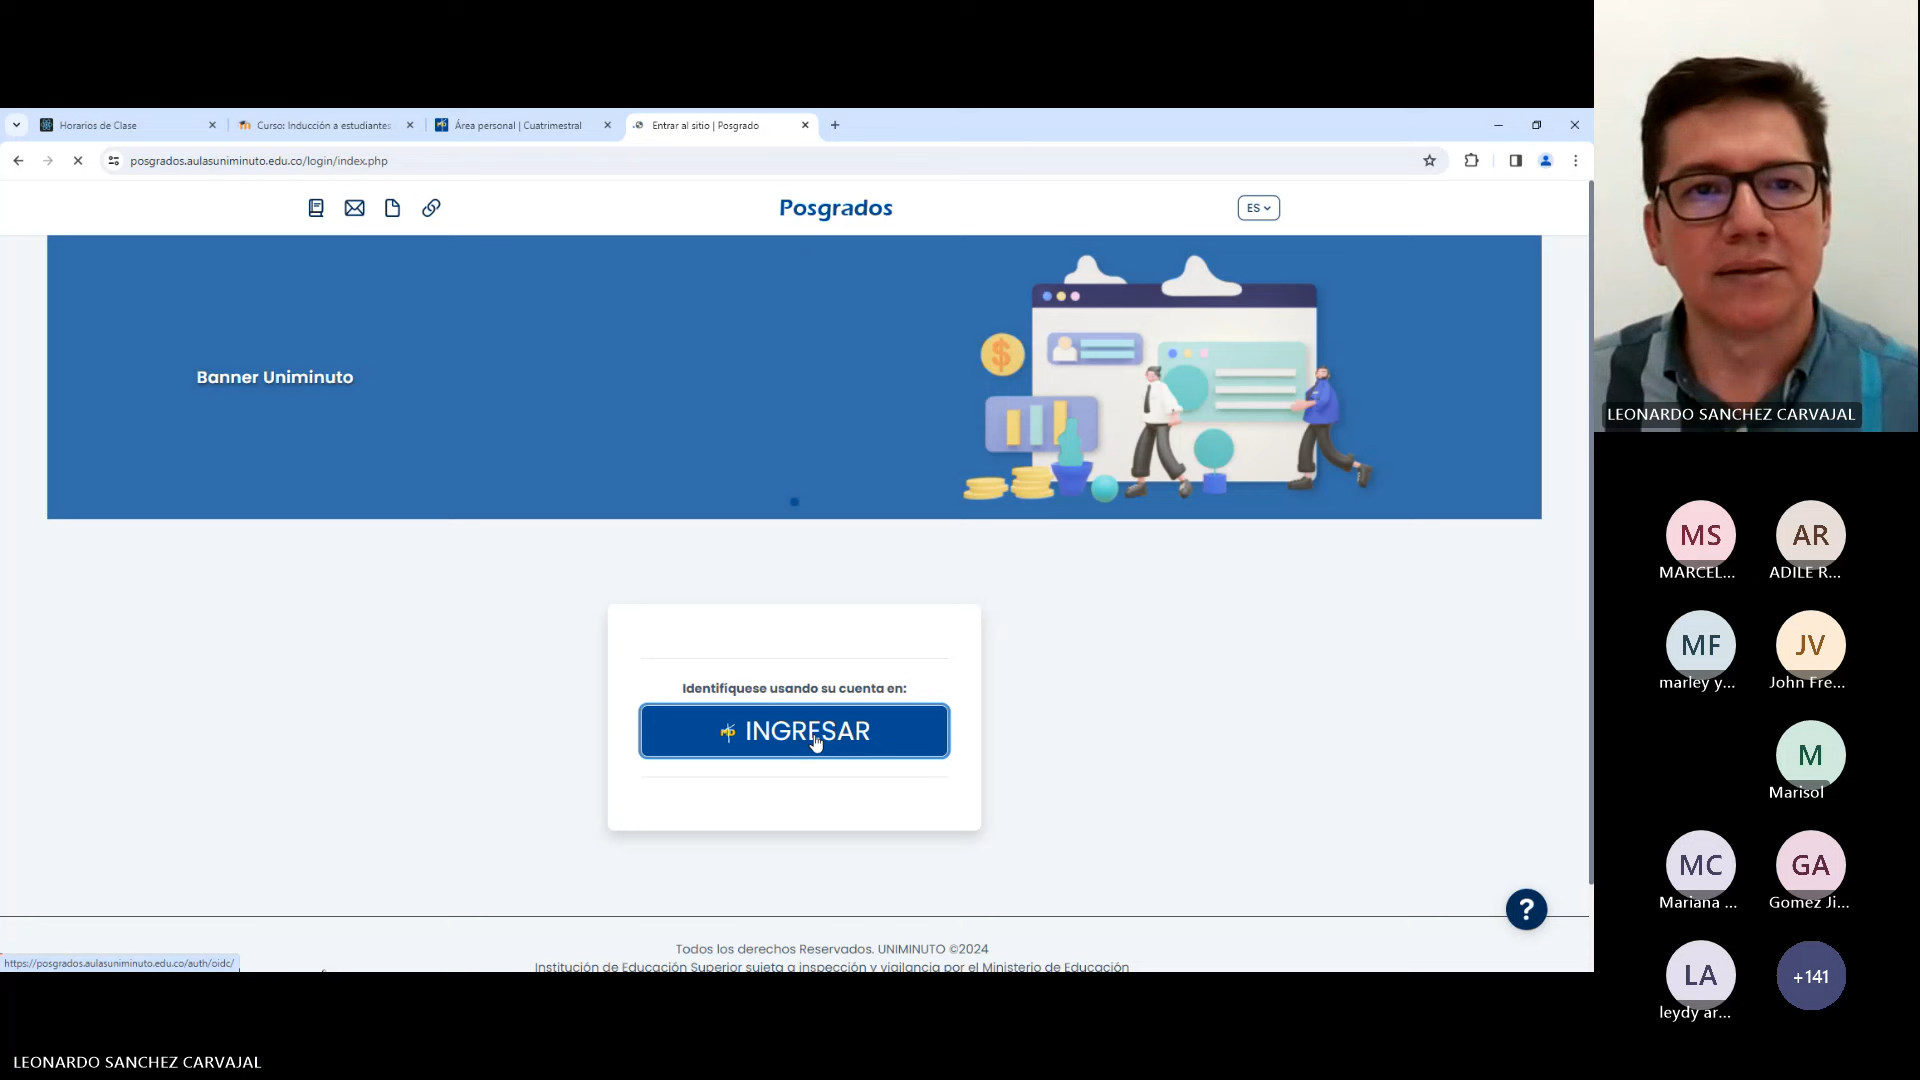 Horarios de Clase
Curso: Inducción a estudiantes
Área personal | Cuatrimestral
Entrar al sitio | Posgrado
posgrados.aulasuniminuto.edu.co/login/index.php
Posgrados
ES
Banner Uniminuto
Identifíquese usando su cuenta en:
INGRESAR
?
Todos los derechos Reservados. UNIMINUTO ©2024
Institución de Educación Superior sujeta a inspección y vigilancia por el Ministerio de Educación
https://posgrados.aulasuniminuto.edu.co/auth/oidc/
LEONARDO SANCHEZ CARVAJAL
MS
MARCEL...
AR
ADILE R...
MF
marley y...
JV
John Fre...
M
Marisol
MC
Mariana ...
GA
Gomez Ji...
LA
leydy ar...
+141
LEONARDO SANCHEZ CARVAJAL